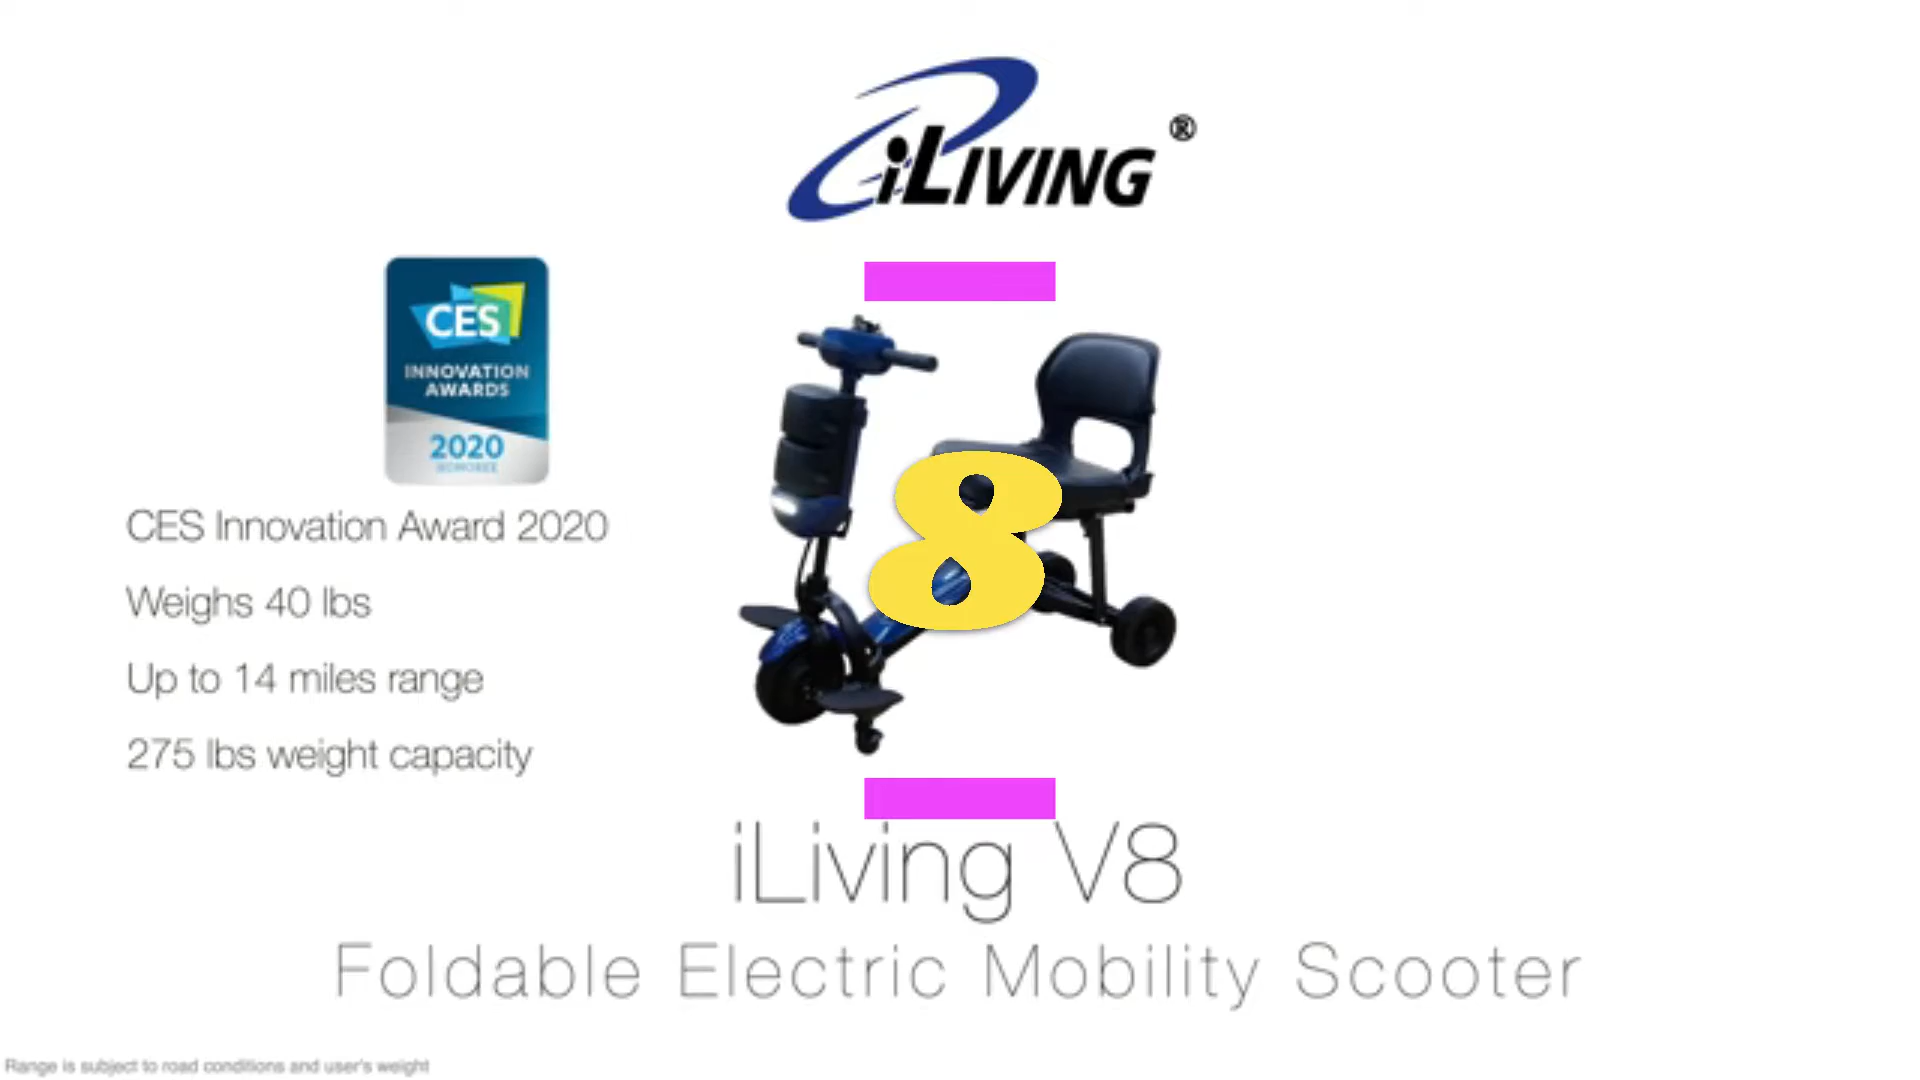 iLIVING®
CES
INNOVATION
AWARDS
2020
HONOREE
CES Innovation Award 2020
Weighs 40 lbs
Up to 14 miles range
275 lbs weight capacity
8
iLiving V8
Foldable Electric Mobility Scooter
Range is subject to road conditions and user's weight